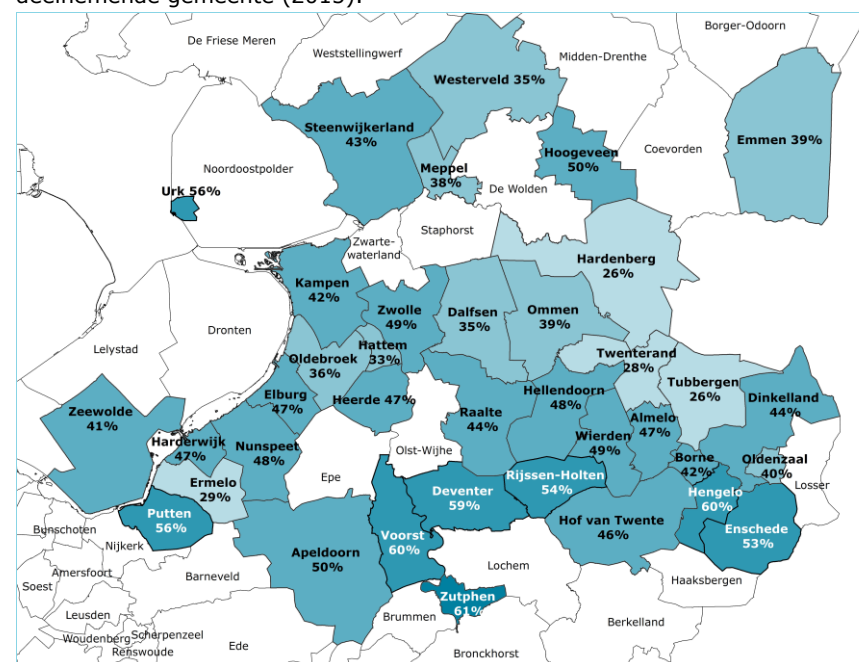 deelnemende gemeente (2015).
De Friese Meren
Weststellingwerf
Midden-Drenthe
Borger-Odoorn
Westerveld 35%
Steenwijkerland
43%
Noordoostpolder
Meppel
38%
De Wolden
Hoogeveen
50%
Coevorden
Emmen 39%
Urk 56%
Staphorst
Zwarte-
waterland
Hardenberg
26%
Kampen
42%
Zwolle
49%
Dalfsen
35%
Ommen
39%
Dronten
Lelystad
Hattem
33%
Oldebroek
36%
Twenterand
28%
Tubbergen
26%
Zeewolde
41%
Elburg
47%
Heerde 47%
Raalte
44%
Hellendoorn
48%
Almelo
47%
Dinkelland
44%
Harderwijk
47%
Nunspeet
48%
Olst-Wijhe
Wierden
49%
Borne
42%
Oldenzaal
40%
Losser
Ermelo
29%
Epe
Deventer
59%
Rijssen-Holten
54%
Hengelo
60%
Putten
56%
Voorst
60%
Hof van Twente
46%
Enschede
53%
Bunschoten
Nijkerk
Apeldoorn
50%
Lochem
Haaksbergen
Amersfoort
Soest
Barneveld
Zutphen
61%
Leusden
Brummen
Berkelland
Woudenberg
Scherpenzeel
Renswoude
Ede
Bronckhorst